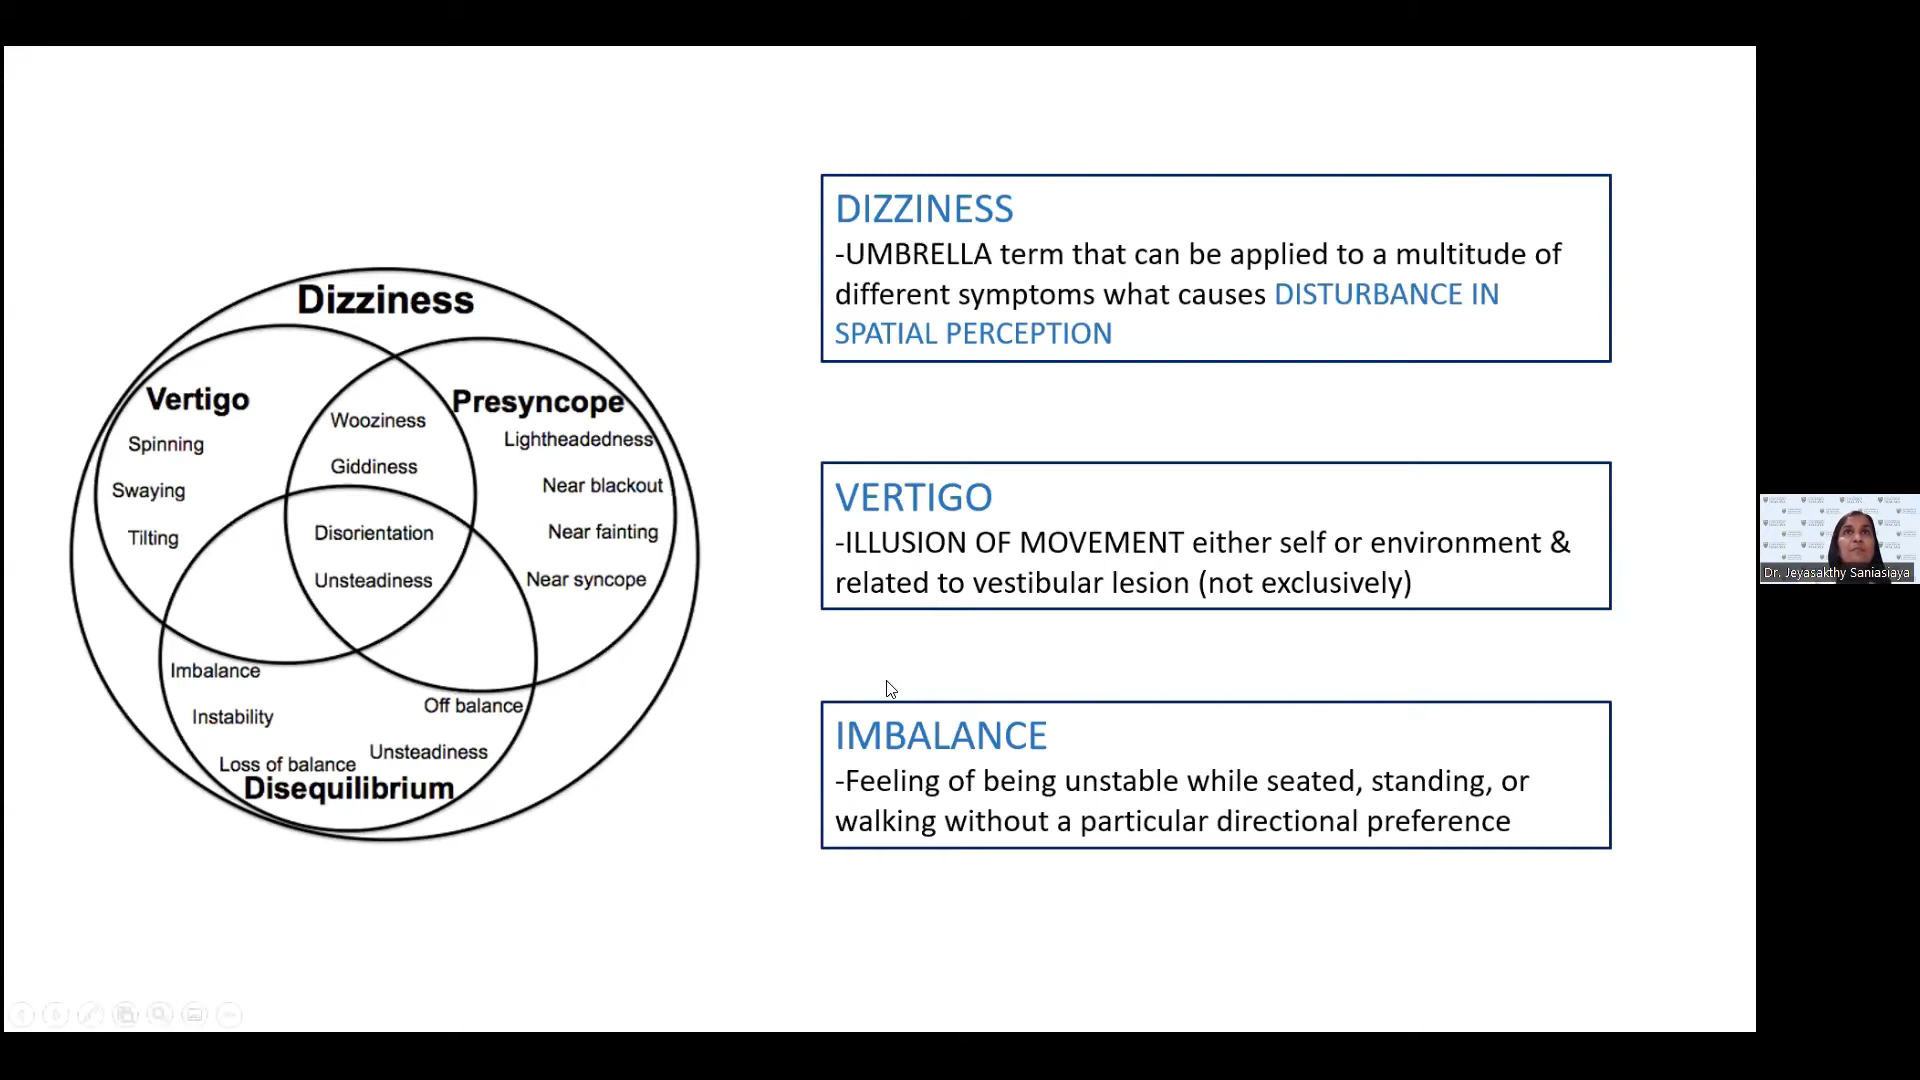 Dizziness
Vertigo
Spinning
Swaying
Tilting
Wooziness
Giddiness
Presyncope
Lightheadedness
Near blackout
Near fainting
Near syncope
Disorientation
Unsteadiness
Imbalance
Instability
Loss of balance
Off balance
Unsteadiness
Disequilibrium
DIZZINESS
-UMBRELLA term that can be applied to a multitude of
different symptoms what causes DISTURBANCE IN
SPATIAL PERCEPTION
VERTIGO
-ILLUSION OF MOVEMENT either self or environment &
related to vestibular lesion (not exclusively)
IMBALANCE
-Feeling of being unstable while seated, standing, or
walking without a particular directional preference
Dr. Jeyasakthy Saniasiaya